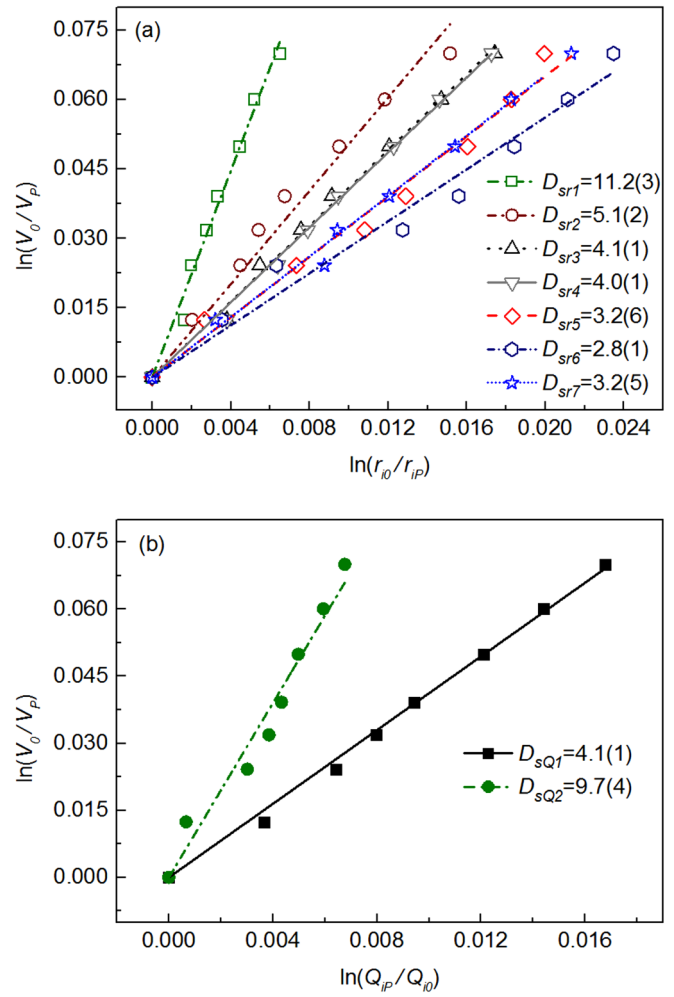 (a)
0.075
0.060
0.045
0.030
0.015
0.000
ln(V0/VP)
Dsr1=11.2(3)
Dsr2=5.1(2)
Dsr3=4.1(1)
Dsr4=4.0(1)
Dsr5=3.2(6)
Dsr6=2.8(1)
Dsr7=3.2(5)
0.000 0.004 0.008 0.012 0.016 0.020 0.024
ln(ri0/riP)
(b)
0.075
0.060
0.045
0.030
0.015
0.000
ln(V0/VP)
DsQ1=4.1(1)
DsQ2=9.7(4)
0.000 0.004 0.008 0.012 0.016
ln(QiP/Qi0)